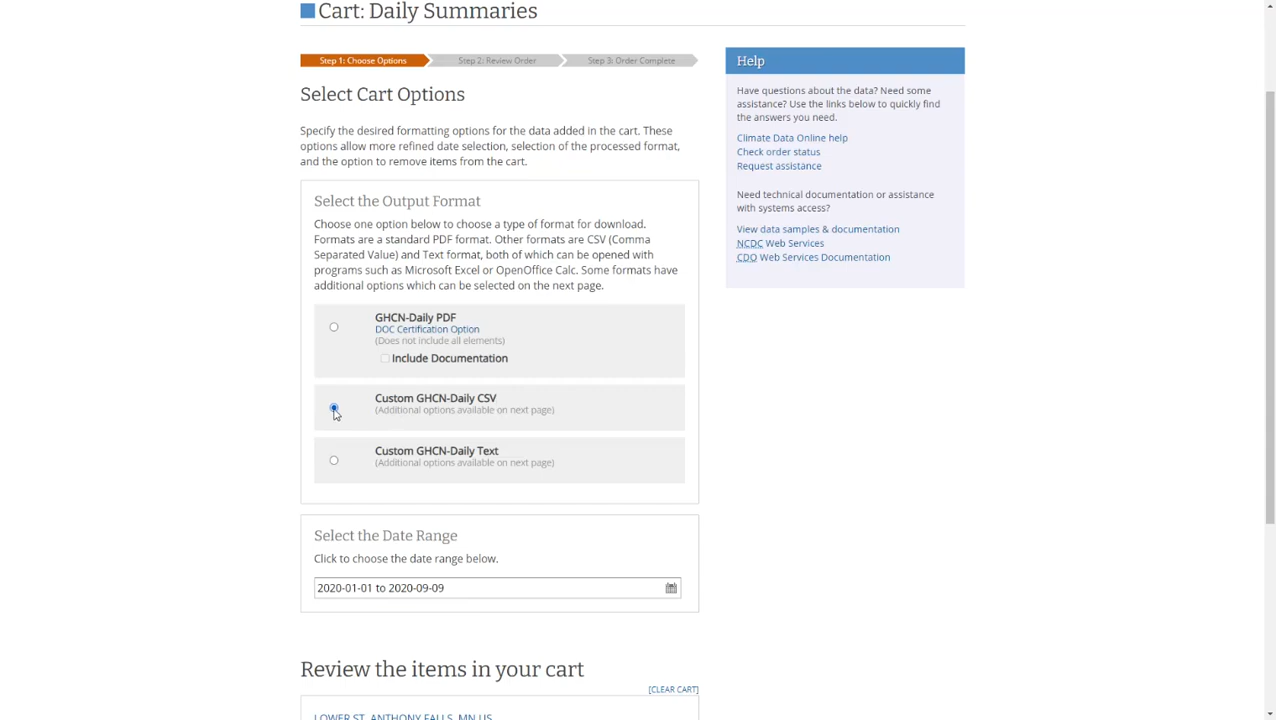 Cart: Daily Summaries
Step 1: Choose Options
Step 2: Review Order
Step 3: Order Complete
Select Cart Options
Specify the desired formatting options for the data added in the cart. These
options allow more refined date selection, selection of the processed format,
and the option to remove items from the cart.
Select the Output Format
Choose one option below to choose a type of format for download.
Formats are a standard PDF format. Other formats are CSV (Comma
Separated Value) and Text format, both of which can be opened with
programs such as Microsoft Excel or OpenOffice Calc. Some formats have
additional options which can be selected on the next page.
GHCN-Daily PDF
DOC Certification Option
(Does not include all elements)
Include Documentation
Custom GHCN-Daily CSV
(Additional options available on next page)
Custom GHCN-Daily Text
(Additional options available on next page)
Select the Date Range
Click to choose the date range below.
2020-01-01 to 2020-09-09
Review the items in your cart
[CLEAR CART]
LOWER ST. ANTHONY FALLS, MN US
Help
Have questions about the data? Need some
assistance? Use the links below to quickly find
the answers you need.
Climate Data Online help
Check order status
Request assistance
Need technical documentation or assistance
with systems access?
View data samples & documentation
NCDC Web Services
CDO Web Services Documentation